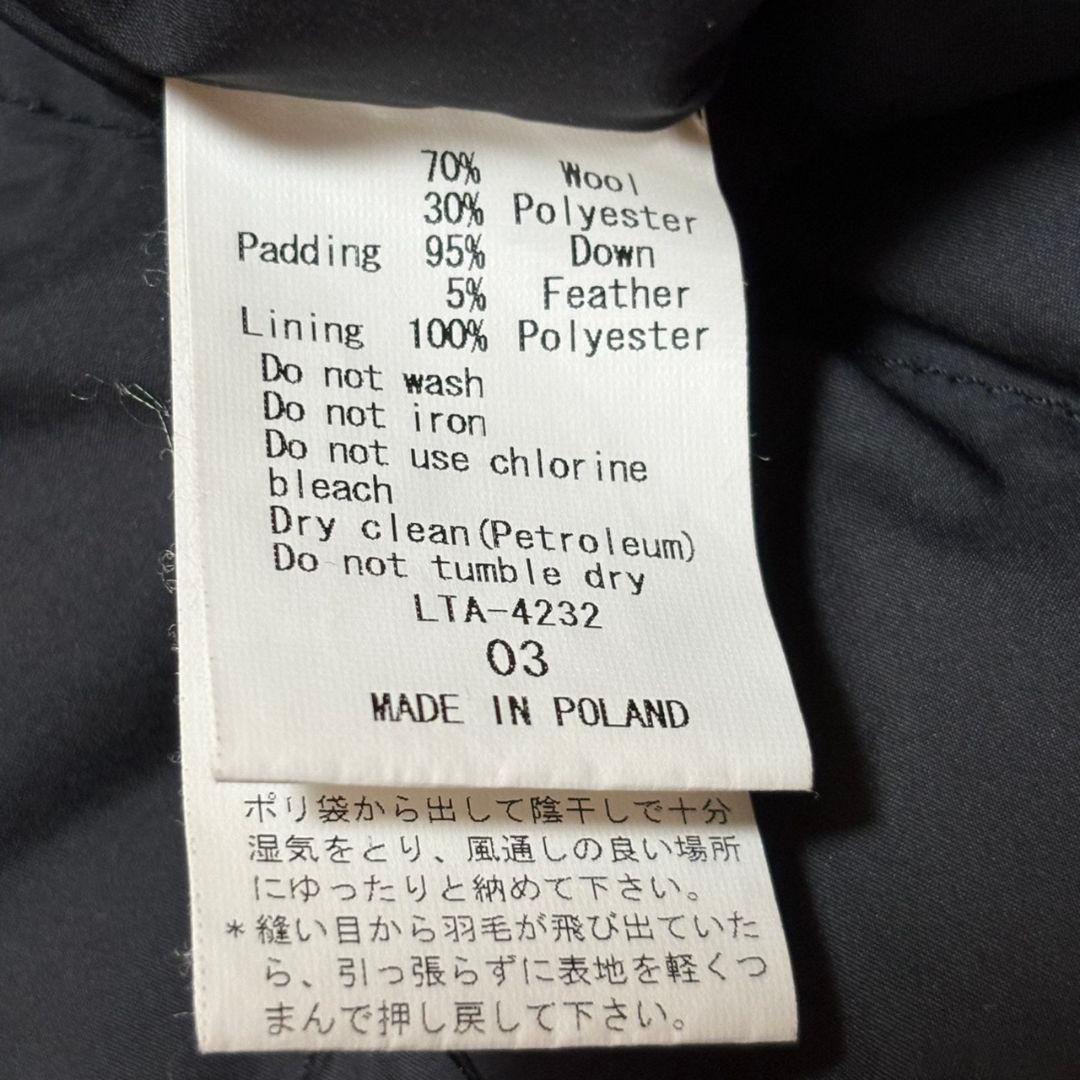 70% Wool
30% Polyester
Padding 95% Down
5% Feather
Lining 100% Polyester
Do not wash
Do not iron
Do not use chlorine
bleach
Dry clean(Petroleum)
Do not tumble dry
LTA-4232
03
MADE IN POLAND
ポリ袋から出して陰干しで十分
湿気をとり、風通しの良い場所
にゆったりと納めて下さい。
*縫い目から羽毛が飛び出ていた
ら、引っ張らずに表地を軽くつ
まんで押し戻して下さい。